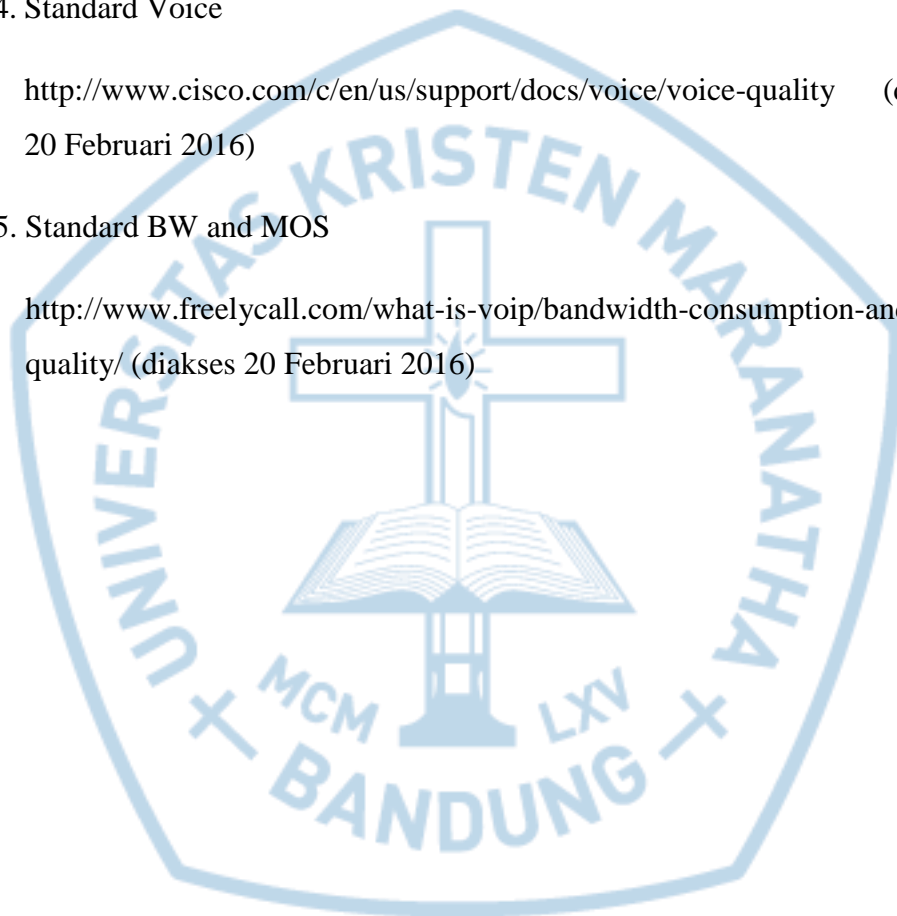 4. Standard Voice
http://www.cisco.com/c/en/us/support/docs/voice/voice-quality
20 Februari 2016)
5. Standard BW and MOS
http://www.freelycall.com/what-is-voip/bandwidth-consumption-and
quality/ (diakses 20 Februari 2016)
UNIVERSITAS KRISTEN MARANATHA
MCM LXV
BANDUNG